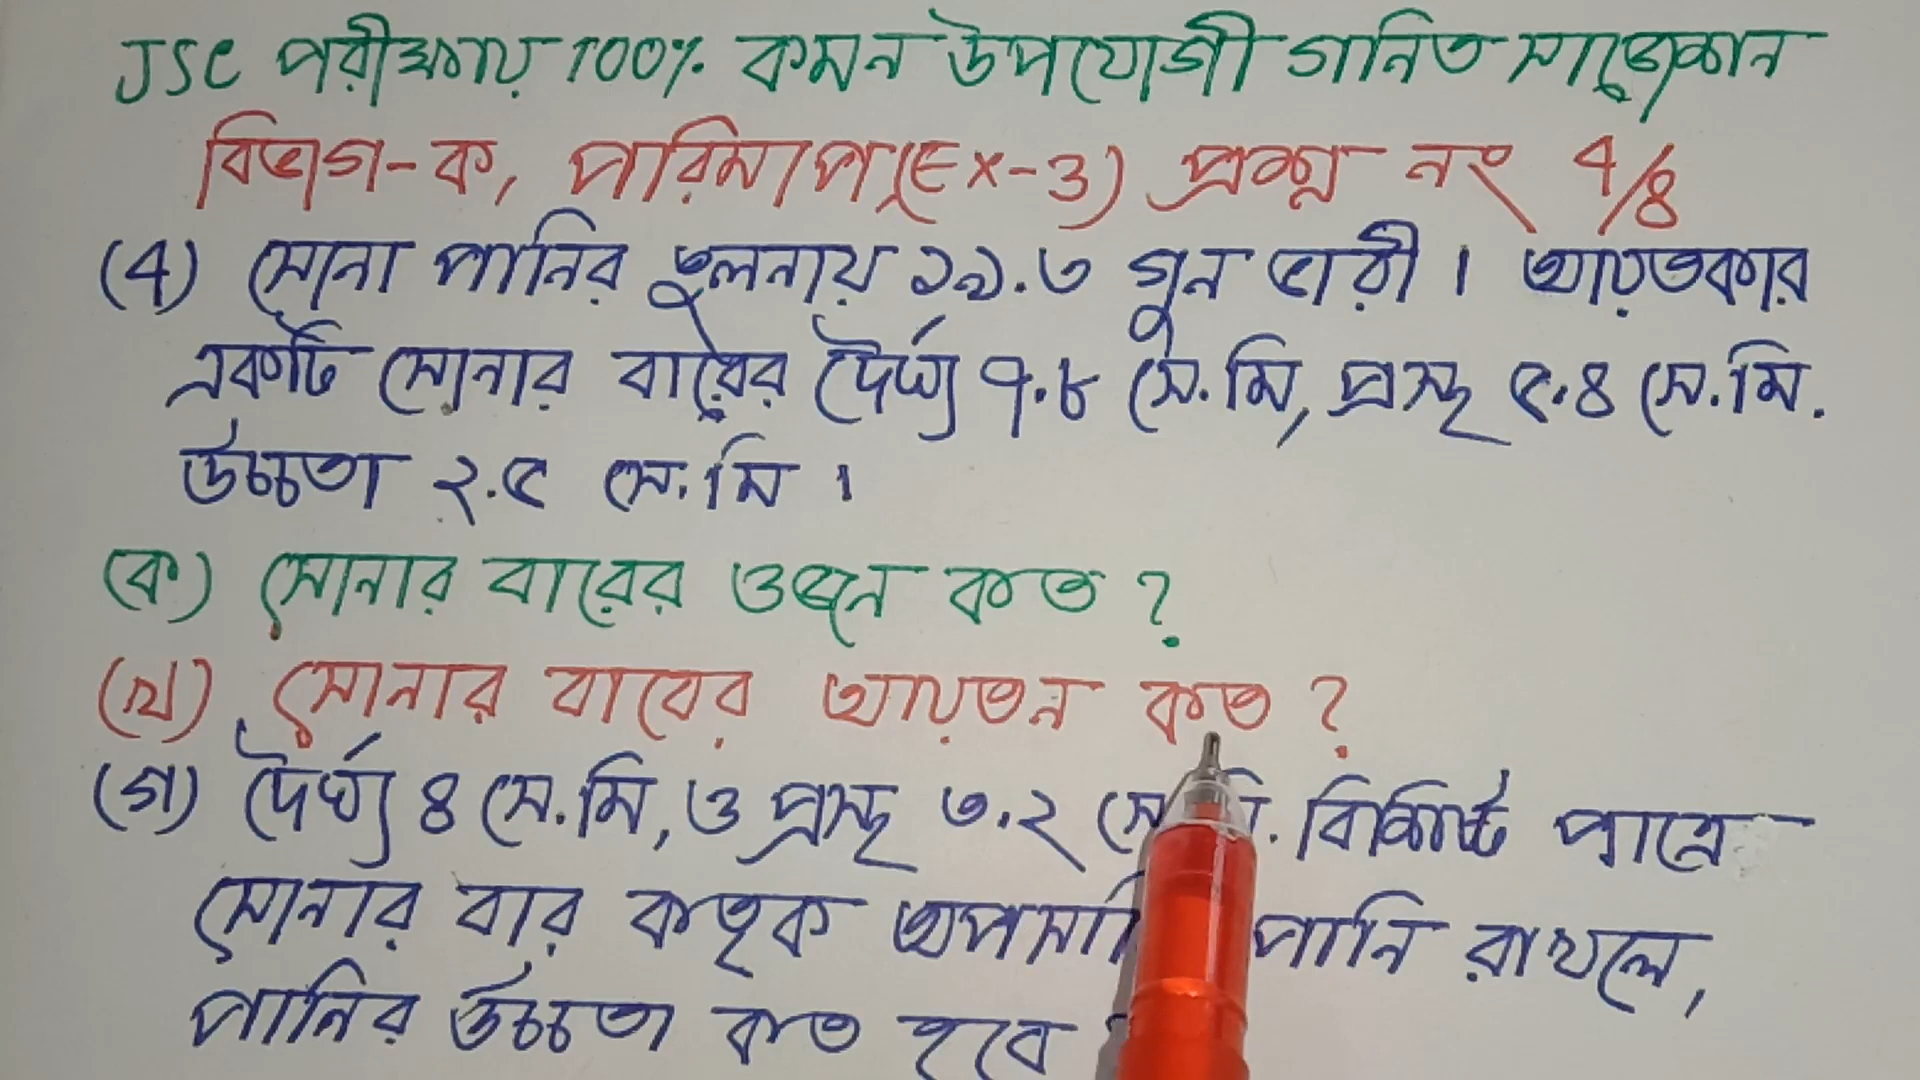 JSC পরীক্ষায় 100% কমন উপযোগী গনিত সাজেশান
বিভাগ-ক, পরিমাপ(Ex-3) প্রশ্ন নং 4/8
(4) সোনা পানির তুলনায় ১৯.৩ গুন ভারী। আয়তকার
একটি সোনার বারের দৈর্ঘ্য ৭.৮ সে.মি, প্রস্থ ৫.৪ সে.মি.
উচ্চতা ২.৫ সে.মি।
(ক) সোনার বারের ওজন কত?
(খ) সোনার বারের আয়তন কত?
(গ) দৈর্ঘ্য ৪ সে.মি, ও প্রস্থ ৩.২ বিশিষ্ট পাত্রে
সোনার বার কতৃক পানি রাখলে,
পানির উচ্চতা কত হবে